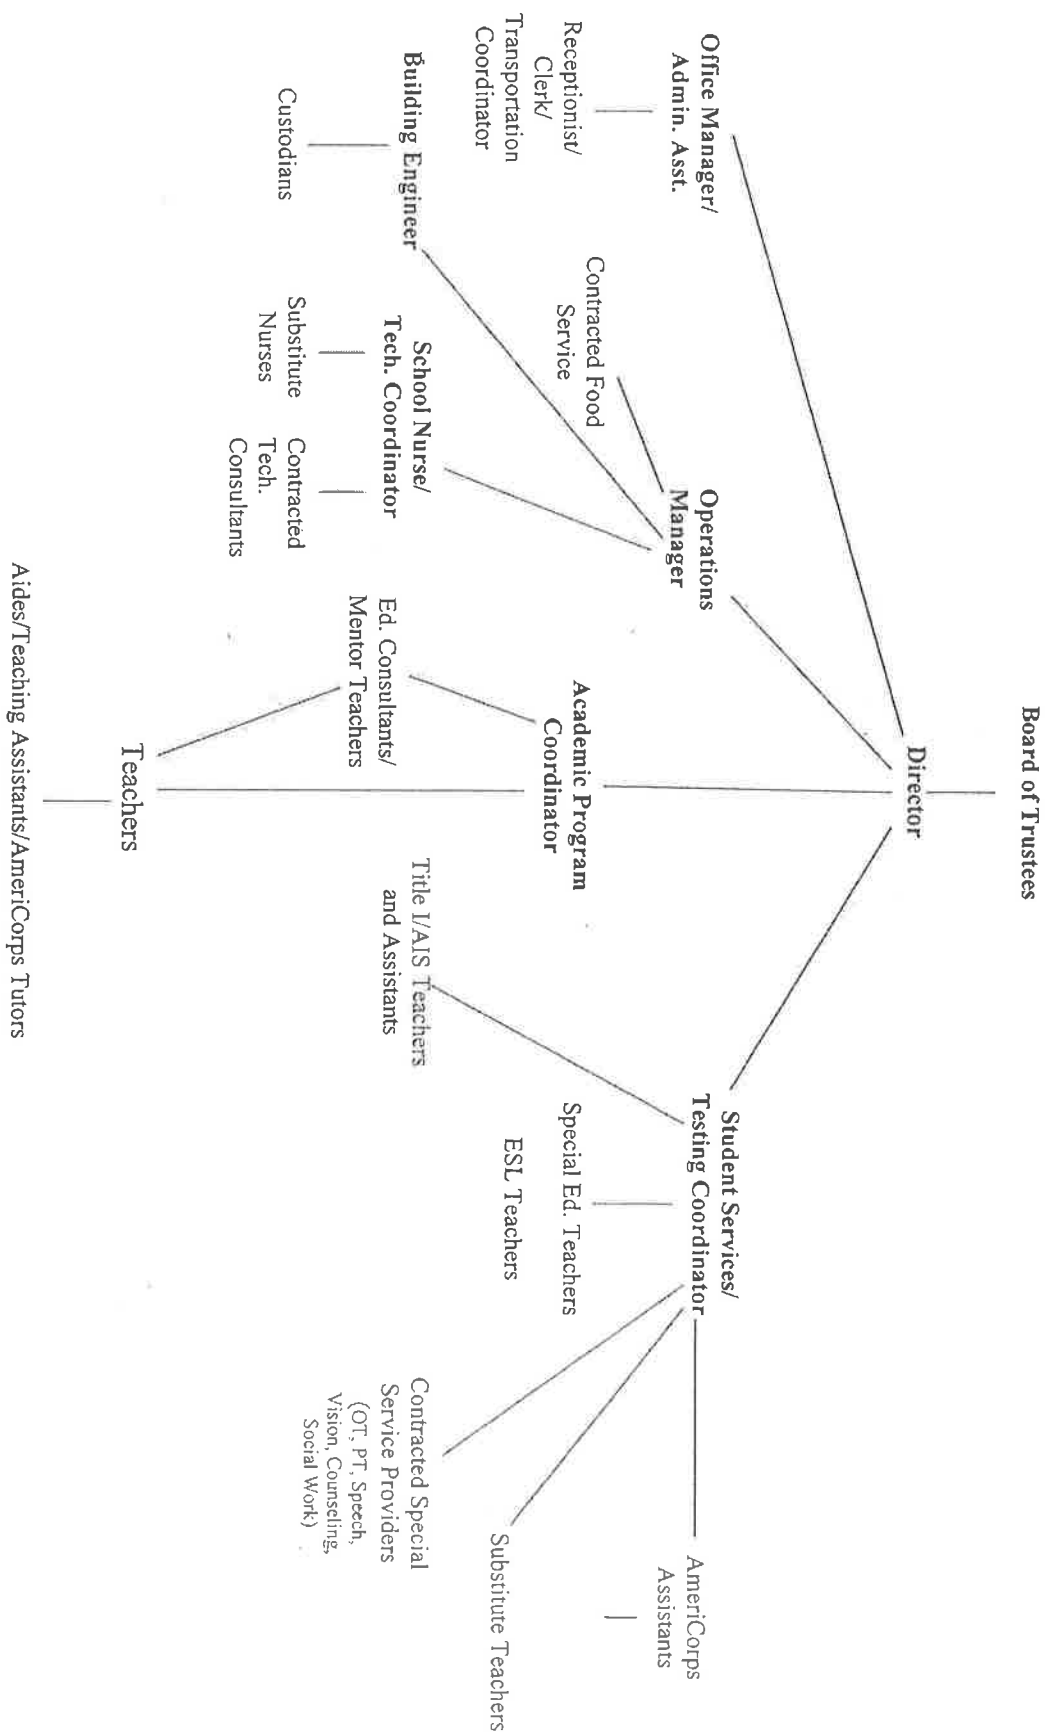 Board of Trustees
Director
Office Manager/
Admin. Asst.
Receptionist/
Clerk/
Transportation
Coordinator
Operations
Manager
Contracted Food
Service
Building Engineer
Custodians
School Nurse/
Tech. Coordinator
Substitute
Nurses
Contracted
Tech.
Consultants
Academic Program
Coordinator
Ed. Consultants/
Mentor Teachers
Teachers
Aides/Teaching Assistants/AmeriCorps Tutors
Student Services/
Testing Coordinator
Title I/AIS Teachers
and Assistants
Special Ed. Teachers
ESL Teachers
Contracted Special
Service Providers
(OT, PT, Speech,
Vision, Counseling,
Social Work)
Substitute Teachers
AmeriCorps
Assistants